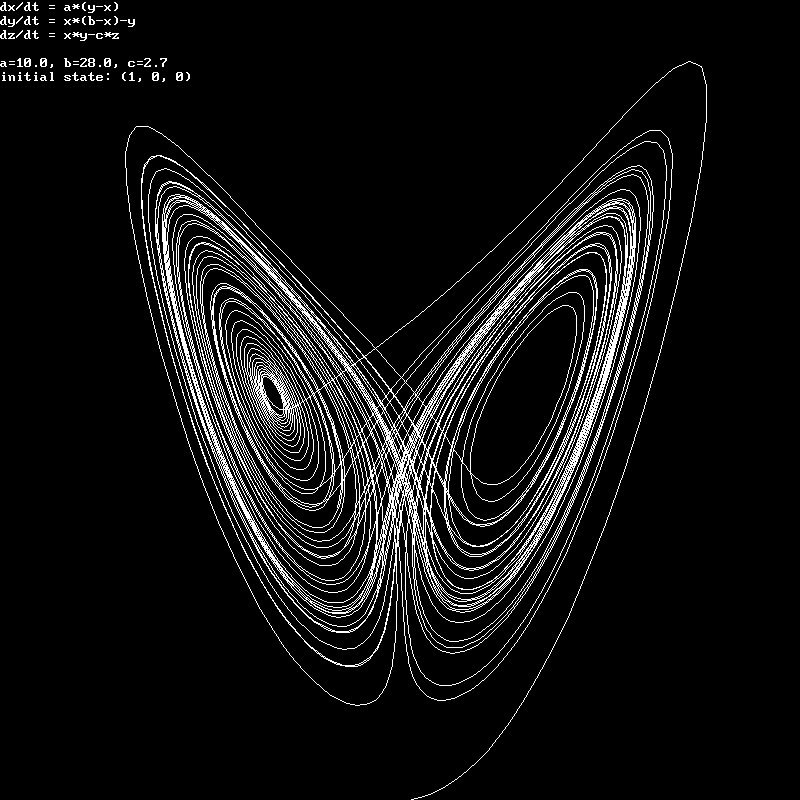 dx/dt = a*(y-x)
dy/dt = x*(b-x)-y
dz/dt = x*y-c*z
a=10.0, b=28.0, c=2.7
initial state: (1, 0, 0)